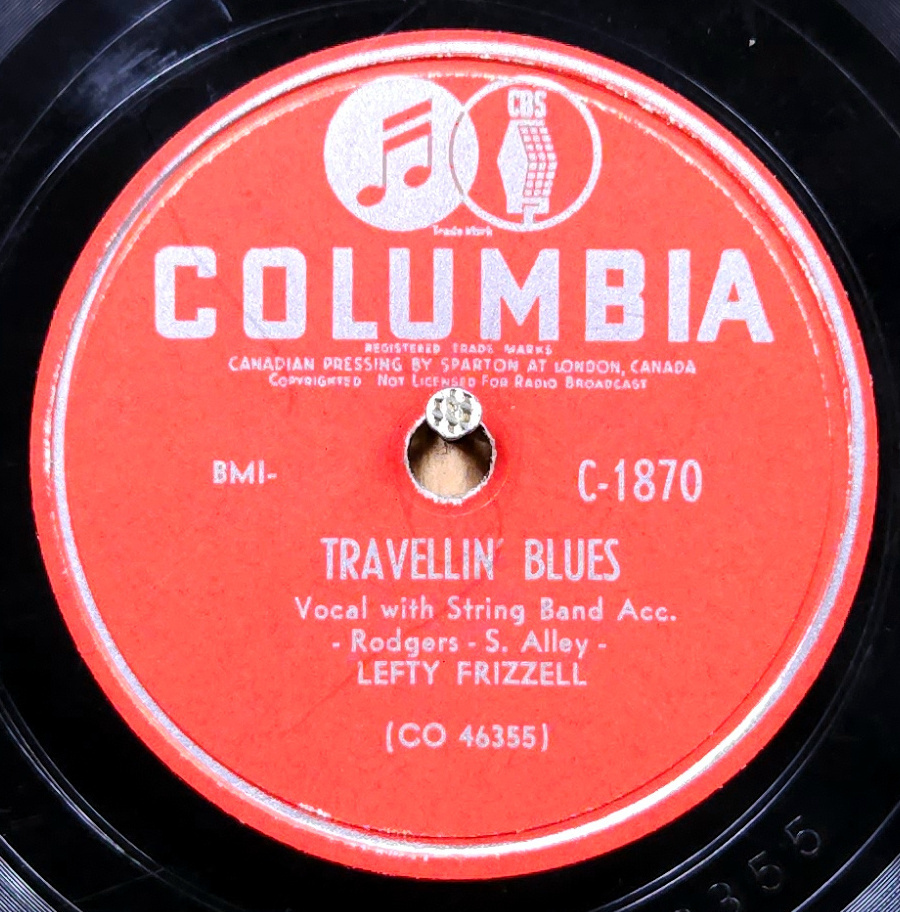 CBS
Trade Mark
COLUMBIA
REGISTERED TRADE MARKS
CANADIAN PRESSING BY SPARTON AT LONDON, CANADA
COPYRIGHTED NOT LICENSED FOR RADIO BROADCAST
BMI- C-1870
TRAVELLIN' BLUES
Vocal with String Band Acc.
- Rodgers - S. Alley -
LEFTY FRIZZELL
(CO 46355)
355